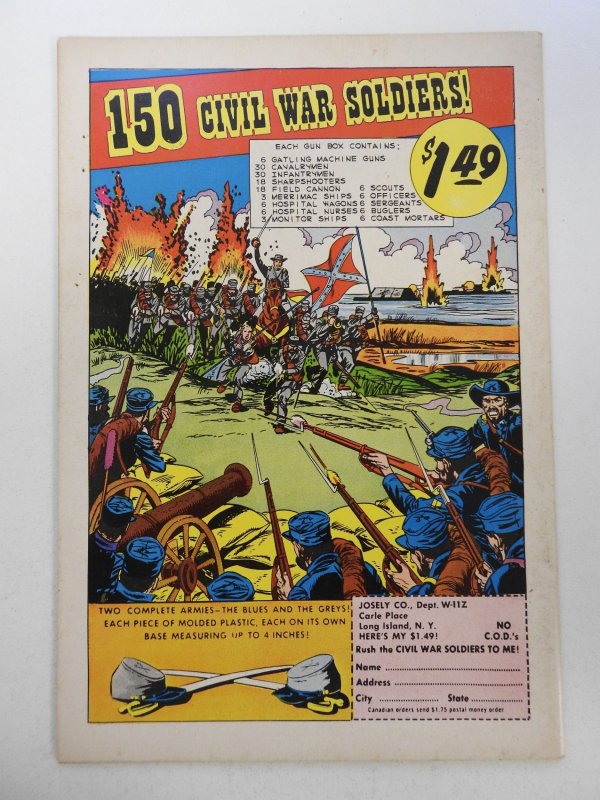 150 CIVIL WAR SOLDIERS!
EACH GUN BOX CONTAINS;
$1.49
6 GATLING MACHINE GUNS
30 CAVALRYMEN
30 INFANTRYMEN
18 SHARPSHOOTERS
18 FIELD CANNON 6 SCOUTS
3 MERRIMAC SHIPS 6 OFFICERS
6 HOSPITAL WAGONS 6 SERGEANTS
6 HOSPITAL NURSES 6 BUGLERS
3 MONITOR SHIPS 6 COAST MORTARS
TWO COMPLETE ARMIES—THE BLUES AND THE GREYS!
EACH PIECE OF MOLDED PLASTIC, EACH ON ITS OWN
BASE MEASURING UP TO 4 INCHES!
JOSELY CO., Dept. W-11Z
Carle Place
Long Island, N. Y. NO
HERE'S MY $1.49! C.O.D.'s
Rush the CIVIL WAR SOLDIERS TO ME!
Name
Address
City State
Canadian orders send $1.75 postal money order